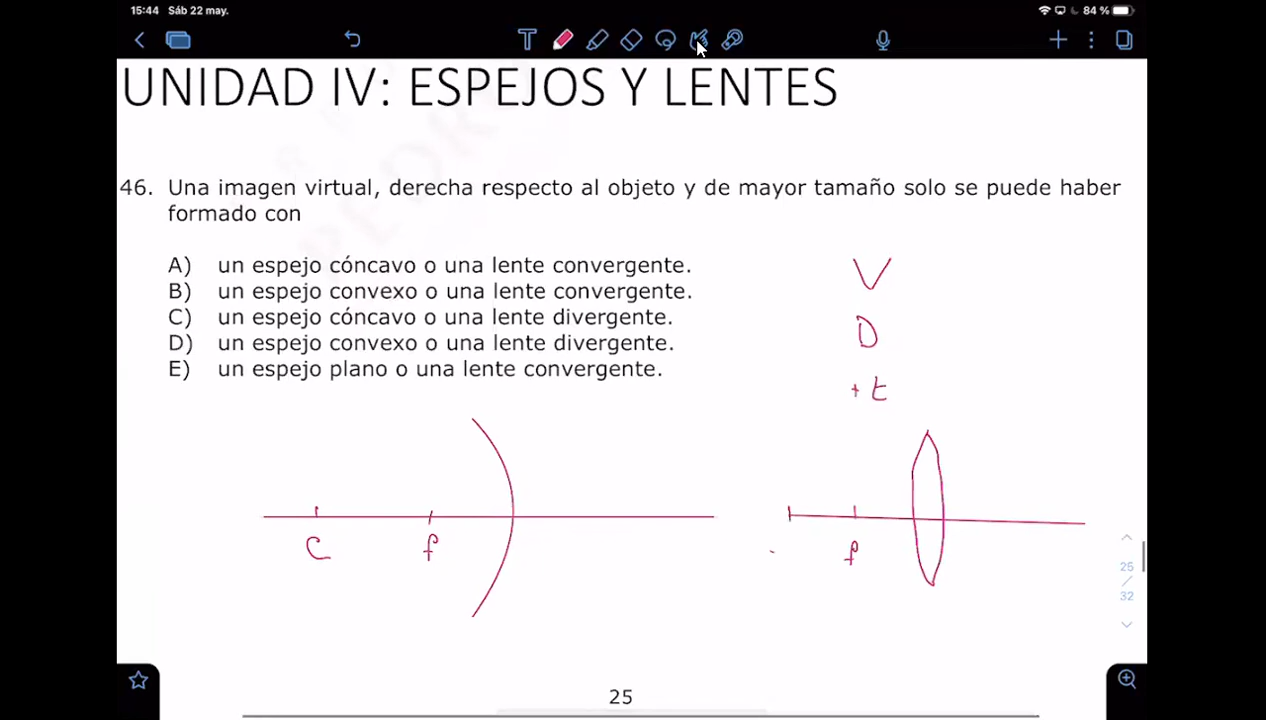 15:44 Sáb 22 may.
84 %
UNIDAD IV: ESPEJOS Y LENTES
46. Una imagen virtual, derecha respecto al objeto y de mayor tamaño solo se puede haber
formado con
A) un espejo cóncavo o una lente convergente.
B) un espejo convexo o una lente convergente.
C) un espejo cóncavo o una lente divergente.
D) un espejo convexo o una lente divergente.
E) un espejo plano o una lente convergente.
V
D
+ t
C f
f
25
/
32
25